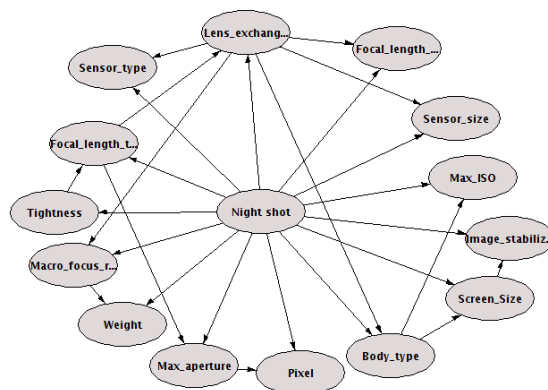 Lens_exchang...
Focal_length_...
Sensor_type
Sensor_size
Focal_length_t...
Max_ISO
Tightness
Night shot
Image_stabiliz...
Macro_focus_r...
Screen_Size
Weight
Body_type
Max_aperture
Pixel